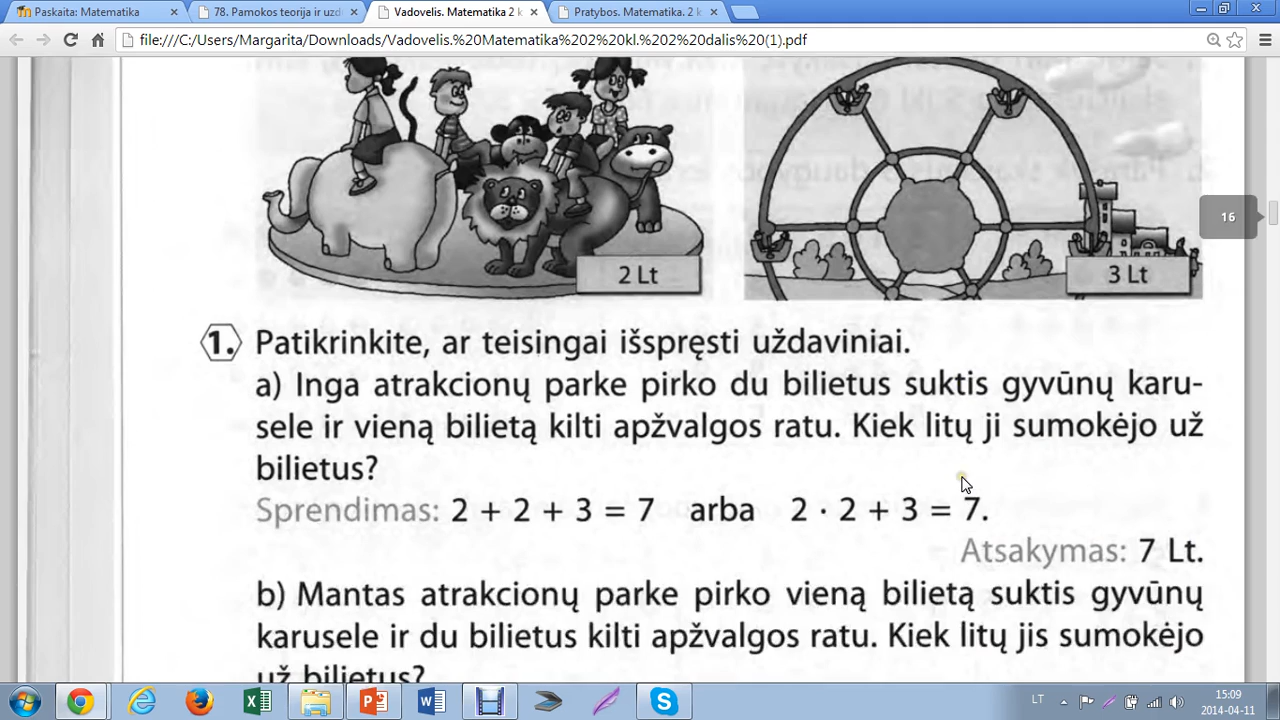 Paskaita: Matematika
78. Pamokos teorija ir uzd
Vadovelis. Matematika 2 k
Pratybos. Matematika. 2 k
file:///C:/Users/Margarita/Downloads/Vadovelis.%20Matematika%202%20kl.%202%20dalis%20(1).pdf
2 Lt
3 Lt
16
1. Patikrinkite, ar teisingai išspręsti uždaviniai.
a) Inga atrakcionų parke pirko du bilietus suktis gyvūnų karu-
sele ir vieną bilietą kilti apžvalgos ratu. Kiek litų ji sumokėjo už
bilietus?
Sprendimas: 2 + 2 + 3 = 7 arba 2 · 2 + 3 = 7.
Atsakymas: 7 Lt.
b) Mantas atrakcionų parke pirko vieną bilietą suktis gyvūnų
karusele ir du bilietus kilti apžvalgos ratu. Kiek litų jis sumokėjo
už bilietus?
LT
15:09
2014-04-11